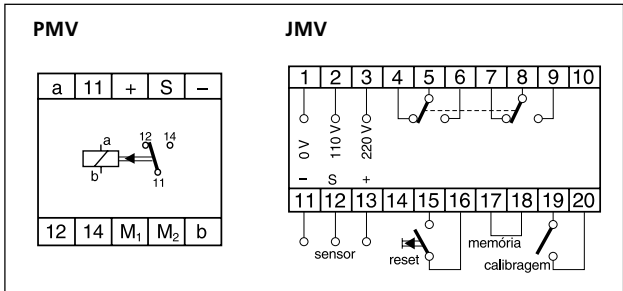 PMV
JMV
a 11 + S –
a
b
12 14
11
12 14 M₁ M₂ b
1 2 3 4 5 6 7 8 9 10
0 V 110 V 220 V
– S +
11 12 13 14 15 16 17 18 19 20
sensor
reset
memória
calibragem